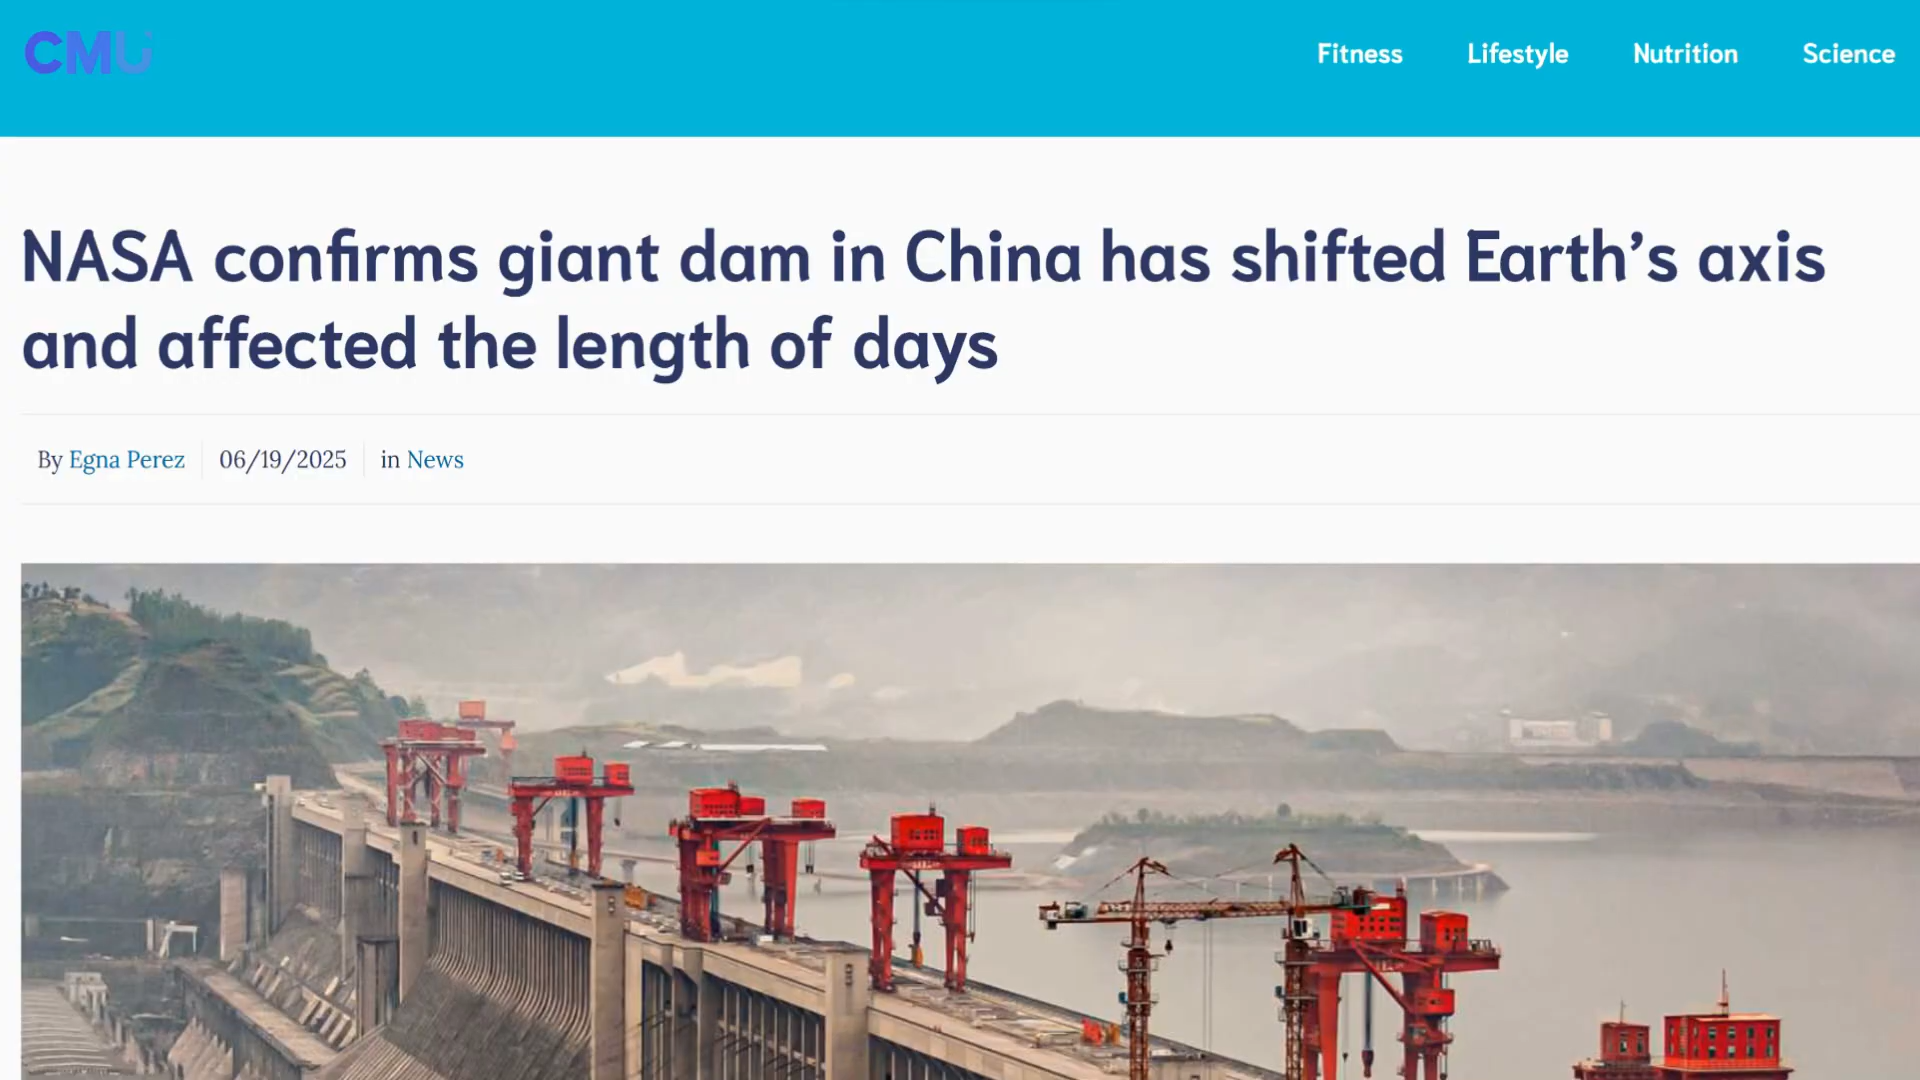 CMU
Fitness Lifestyle Nutrition Science
NASA confirms giant dam in China has shifted Earth’s axis
and affected the length of days
By Egna Perez 06/19/2025 in News